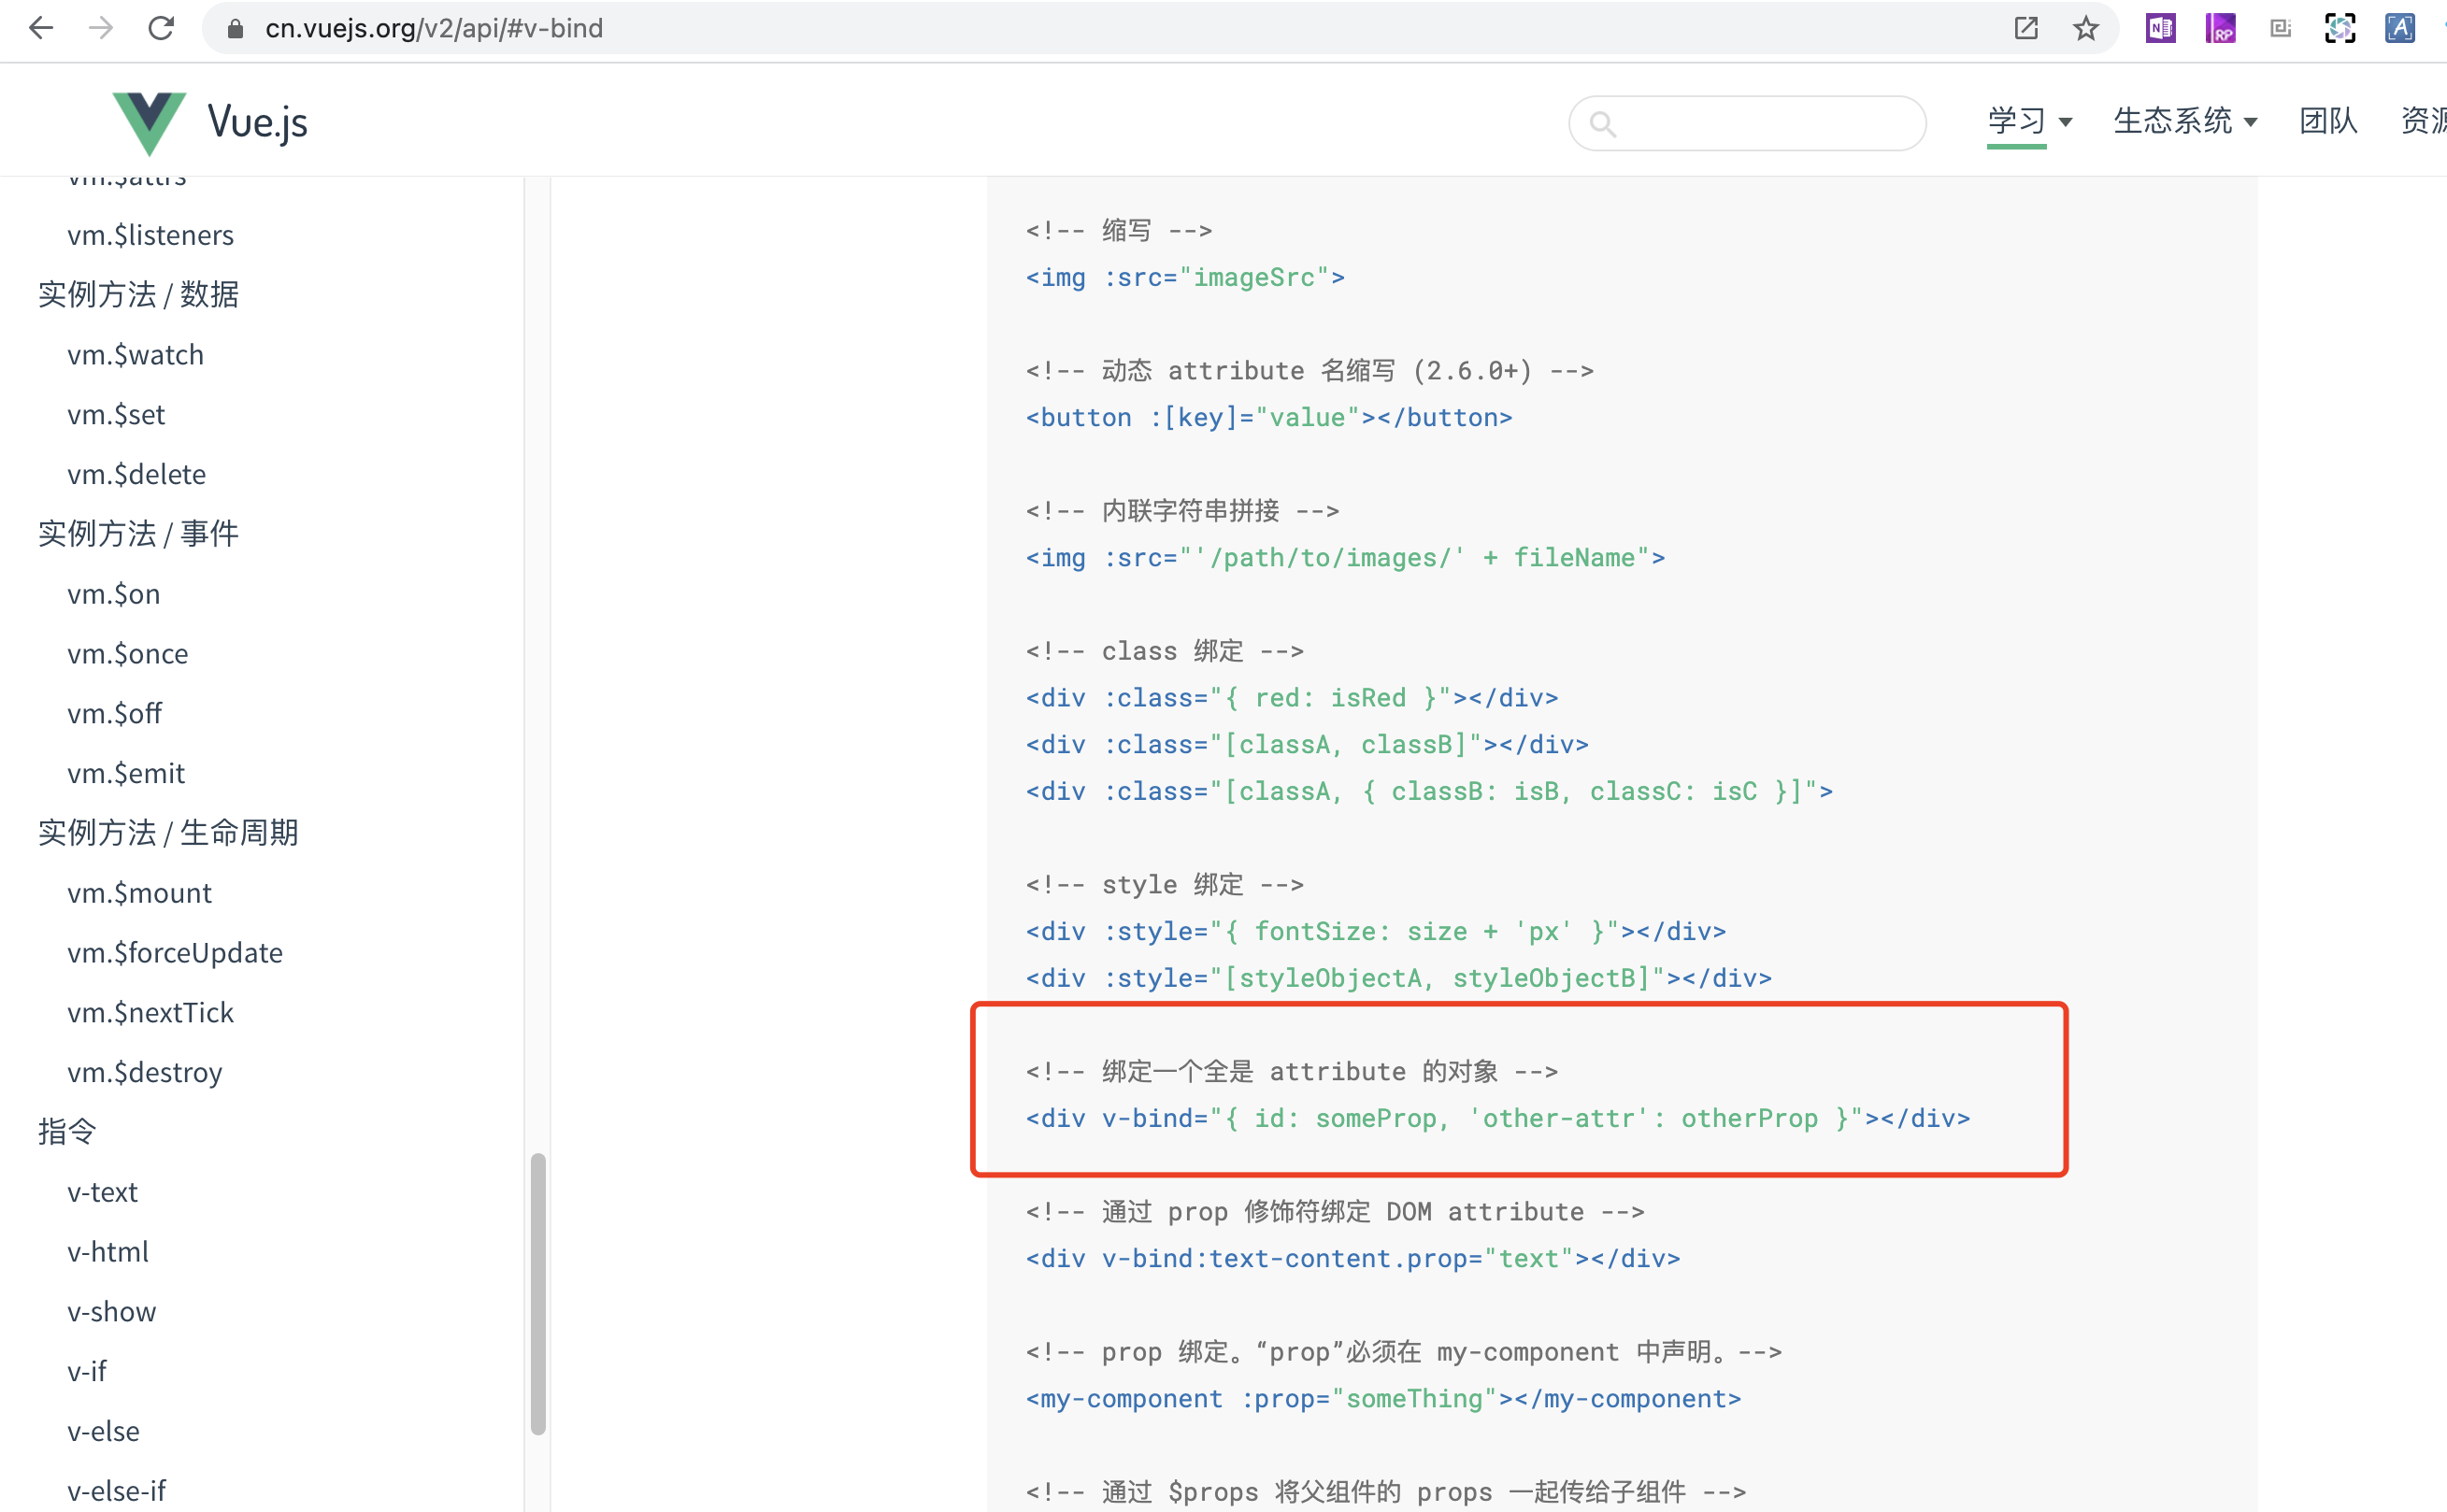 cn.vuejs.org/v2/api/#v-bind
Vue.js
学习
生态系统
团队
资源
vm.$attrs
vm.$listeners
实例方法 / 数据
vm.$watch
vm.$set
vm.$delete
实例方法 / 事件
vm.$on
vm.$once
vm.$off
vm.$emit
实例方法 / 生命周期
vm.$mount
vm.$forceUpdate
vm.$nextTick
vm.$destroy
指令
v-text
v-html
v-show
v-if
v-else
v-else-if
<!-- 缩写 -->
<img :src="imageSrc">
<!-- 动态 attribute 名缩写 (2.6.0+) -->
<button :[key]="value"></button>
<!-- 内联字符串拼接 -->
<img :src="'/path/to/images/' + fileName">
<!-- class 绑定 -->
<div :class="{ red: isRed }"></div>
<div :class="[classA, classB]"></div>
<div :class="[classA, { classB: isB, classC: isC }]">
<!-- style 绑定 -->
<div :style="{ fontSize: size + 'px' }"></div>
<div :style="[styleObjectA, styleObjectB]"></div>
<!-- 绑定一个全是 attribute 的对象 -->
<div v-bind="{ id: someProp, 'other-attr': otherProp }"></div>
<!-- 通过 prop 修饰符绑定 DOM attribute -->
<div v-bind:text-content.prop="text"></div>
<!-- prop 绑定。“prop”必须在 my-component 中声明。-->
<my-component :prop="someThing"></my-component>
<!-- 通过 $props 将父组件的 props 一起传给子组件 -->